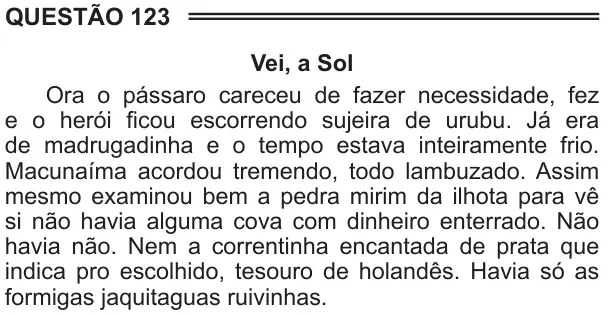 QUESTÃO 123
Vei, a Sol
Ora o pássaro careceu de fazer necessidade, fez
e o herói ficou escorrendo sujeira de urubu. Já era
de madrugadinha e o tempo estava inteiramente frio.
Macunaíma acordou tremendo, todo lambuzado. Assim
mesmo examinou bem a pedra mirim da ilhota para vê
si não havia alguma cova com dinheiro enterrado. Não
havia não. Nem a correntinha encantada de prata que
indica pro escolhido, tesouro de holandês. Havia só as
formigas jaquitaguas ruivinhas.